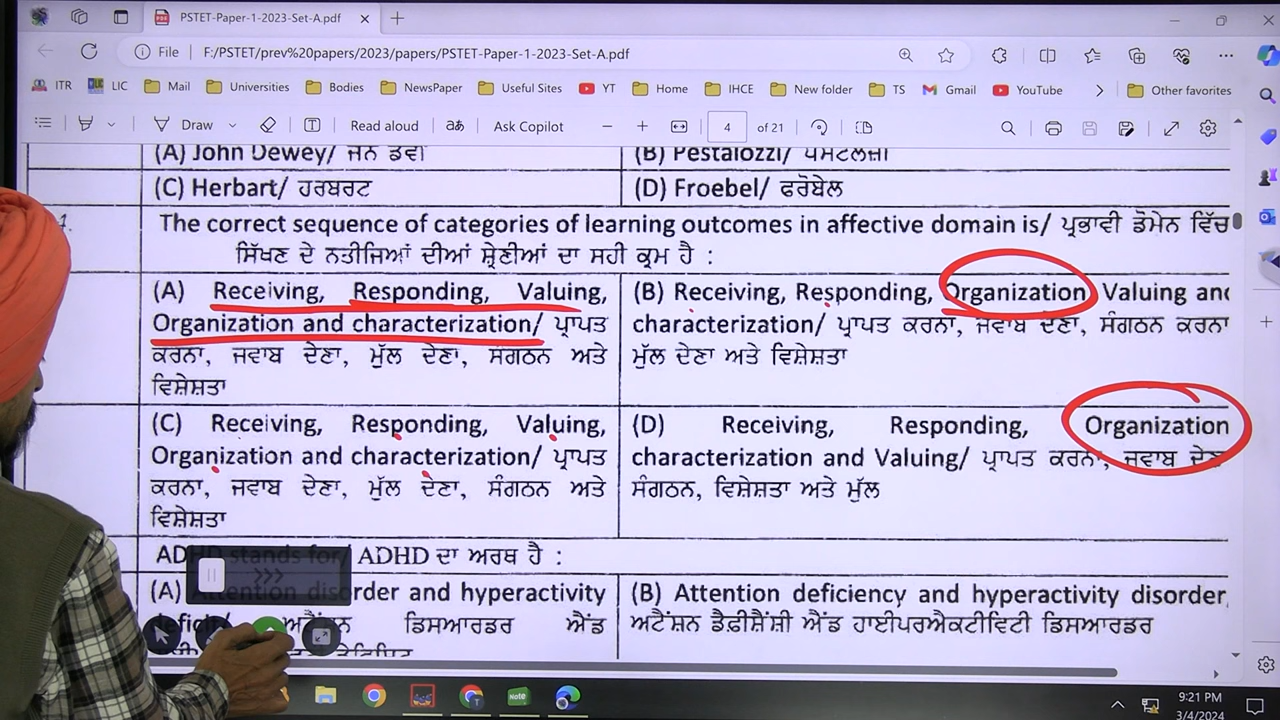 PSTET-Paper-1-2023-Set-A.pdf
File F:/PSTET/prev%20papers/2023/papers/PSTET-Paper-1-2023-Set-A.pdf
ITR LIC Mail Universities Bodies NewsPaper Useful Sites YT Home IHCE New folder TS Gmail YouTube Other favorites
Draw Read aloud Ask Copilot 4 of 21
(A) John Dewey/ ਜੌਨ ਡੇਵੀ
(B) Pestalozzi/
(C) Herbart/ ਹਰਬਰਟ
(D) Froebel/ ਫਰੋਬੇਲ
The correct sequence of categories of learning outcomes in affective domain is/ ਪ੍ਰਭਾਵੀ ਡੋਮੇਨ ਵਿੱਚ
ਸਿੱਖਣ ਦੇ ਨਤੀਜਿਆਂ ਦੀਆਂ ਸ਼੍ਰੇਣੀਆਂ ਦਾ ਸਹੀ ਕ੍ਰਮ ਹੈ :
(A) Receiving, Responding, Valuing,
Organization and characterization/ ਪ੍ਰਾਪਤ
ਕਰਨਾ, ਜਵਾਬ ਦੇਣਾ, ਮੁੱਲ ਦੇਣਾ, ਸੰਗਠਨ ਅਤੇ
ਵਿਸ਼ੇਸ਼ਤਾ
(B) Receiving, Responding, Organization Valuing and
characterization/ ਪ੍ਰਾਪਤ ਕਰਨਾ, ਜਵਾਬ ਦੇਣਾ, ਸੰਗਠਨ ਕਰਨਾ
ਮੁੱਲ ਦੇਣਾ ਅਤੇ ਵਿਸ਼ੇਸ਼ਤਾ
(C) Receiving, Responding, Valuing,
Organization and characterization/ ਪ੍ਰਾਪਤ
ਕਰਨਾ, ਜਵਾਬ ਦੇਣਾ, ਮੁੱਲ ਦੇਣਾ, ਸੰਗਠਨ ਅਤੇ
ਵਿਸ਼ੇਸ਼ਤਾ
(D) Receiving, Responding, Organization
characterization and Valuing/ ਪ੍ਰਾਪਤ ਕਰਨਾ, ਜਵਾਬ ਦੇਣਾ
ਸੰਗਠਨ, ਵਿਸ਼ੇਸ਼ਤਾ ਅਤੇ ਮੁੱਲ
ADHD stands for/ ADHD ਦਾ ਅਰਥ ਹੈ :
(A) Attention disorder and hyperactivity
deficit/ ਅਟੈਂਸ਼ਨ ਡਿਸਆਰਡਰ ਐਂਡ
(B) Attention deficiency and hyperactivity disorder
ਅਟੈਂਸ਼ਨ ਡੈਫ਼ੀਸੈਂਸੀ ਐਂਡ ਹਾਈਪਰਐਕਟੀਵਿਟੀ ਡਿਸਆਰਡਰ
Note
9:21 PM
3/4/2024